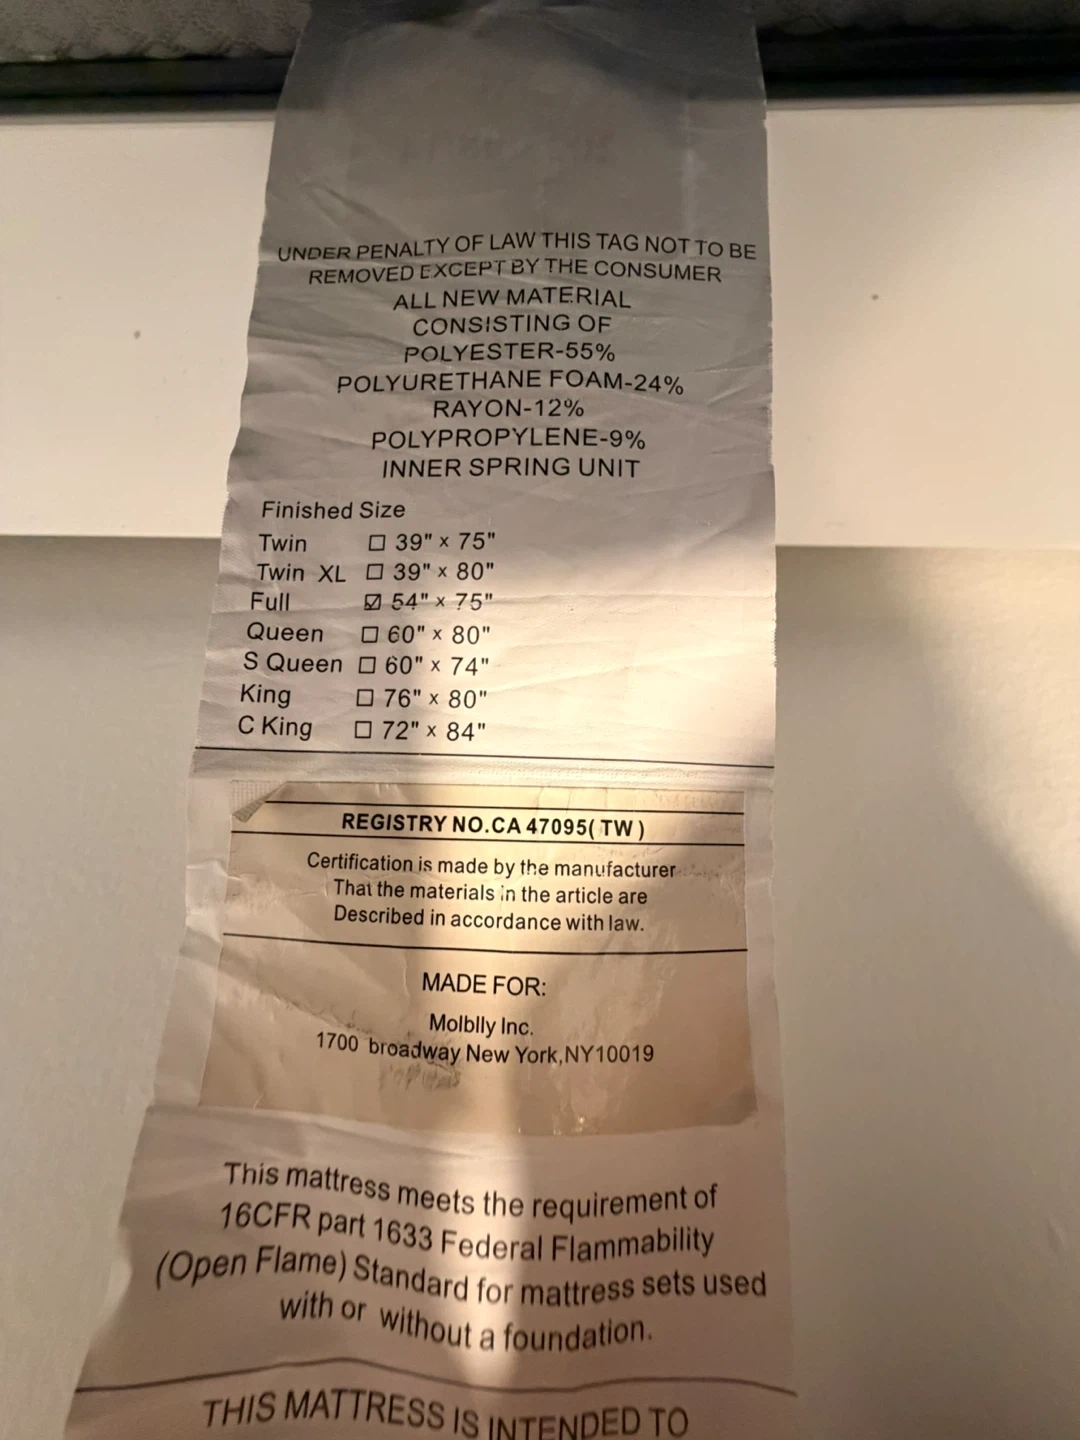 UNDER PENALTY OF LAW THIS TAG NOT TO BE
REMOVED EXCEPT BY THE CONSUMER
ALL NEW MATERIAL
CONSISTING OF
POLYESTER-55%
POLYURETHANE FOAM-24%
RAYON-12%
POLYPROPYLENE-9%
INNER SPRING UNIT
Finished Size
Twin ☐ 39" x 75"
Twin XL ☐ 39" x 80"
Full ☑ 54" x 75"
Queen ☐ 60" x 80"
S Queen ☐ 60" x 74"
King ☐ 76" x 80"
C King ☐ 72" x 84"
REGISTRY NO.CA 47095( TW )
Certification is made by the manufacturer
That the materials in the article are
Described in accordance with law.
MADE FOR:
Molblly Inc.
1700 broadway New York,NY10019
This mattress meets the requirement of
16CFR part 1633 Federal Flammability
(Open Flame) Standard for mattress sets used
with or without a foundation.
THIS MATTRESS IS INTENDED TO